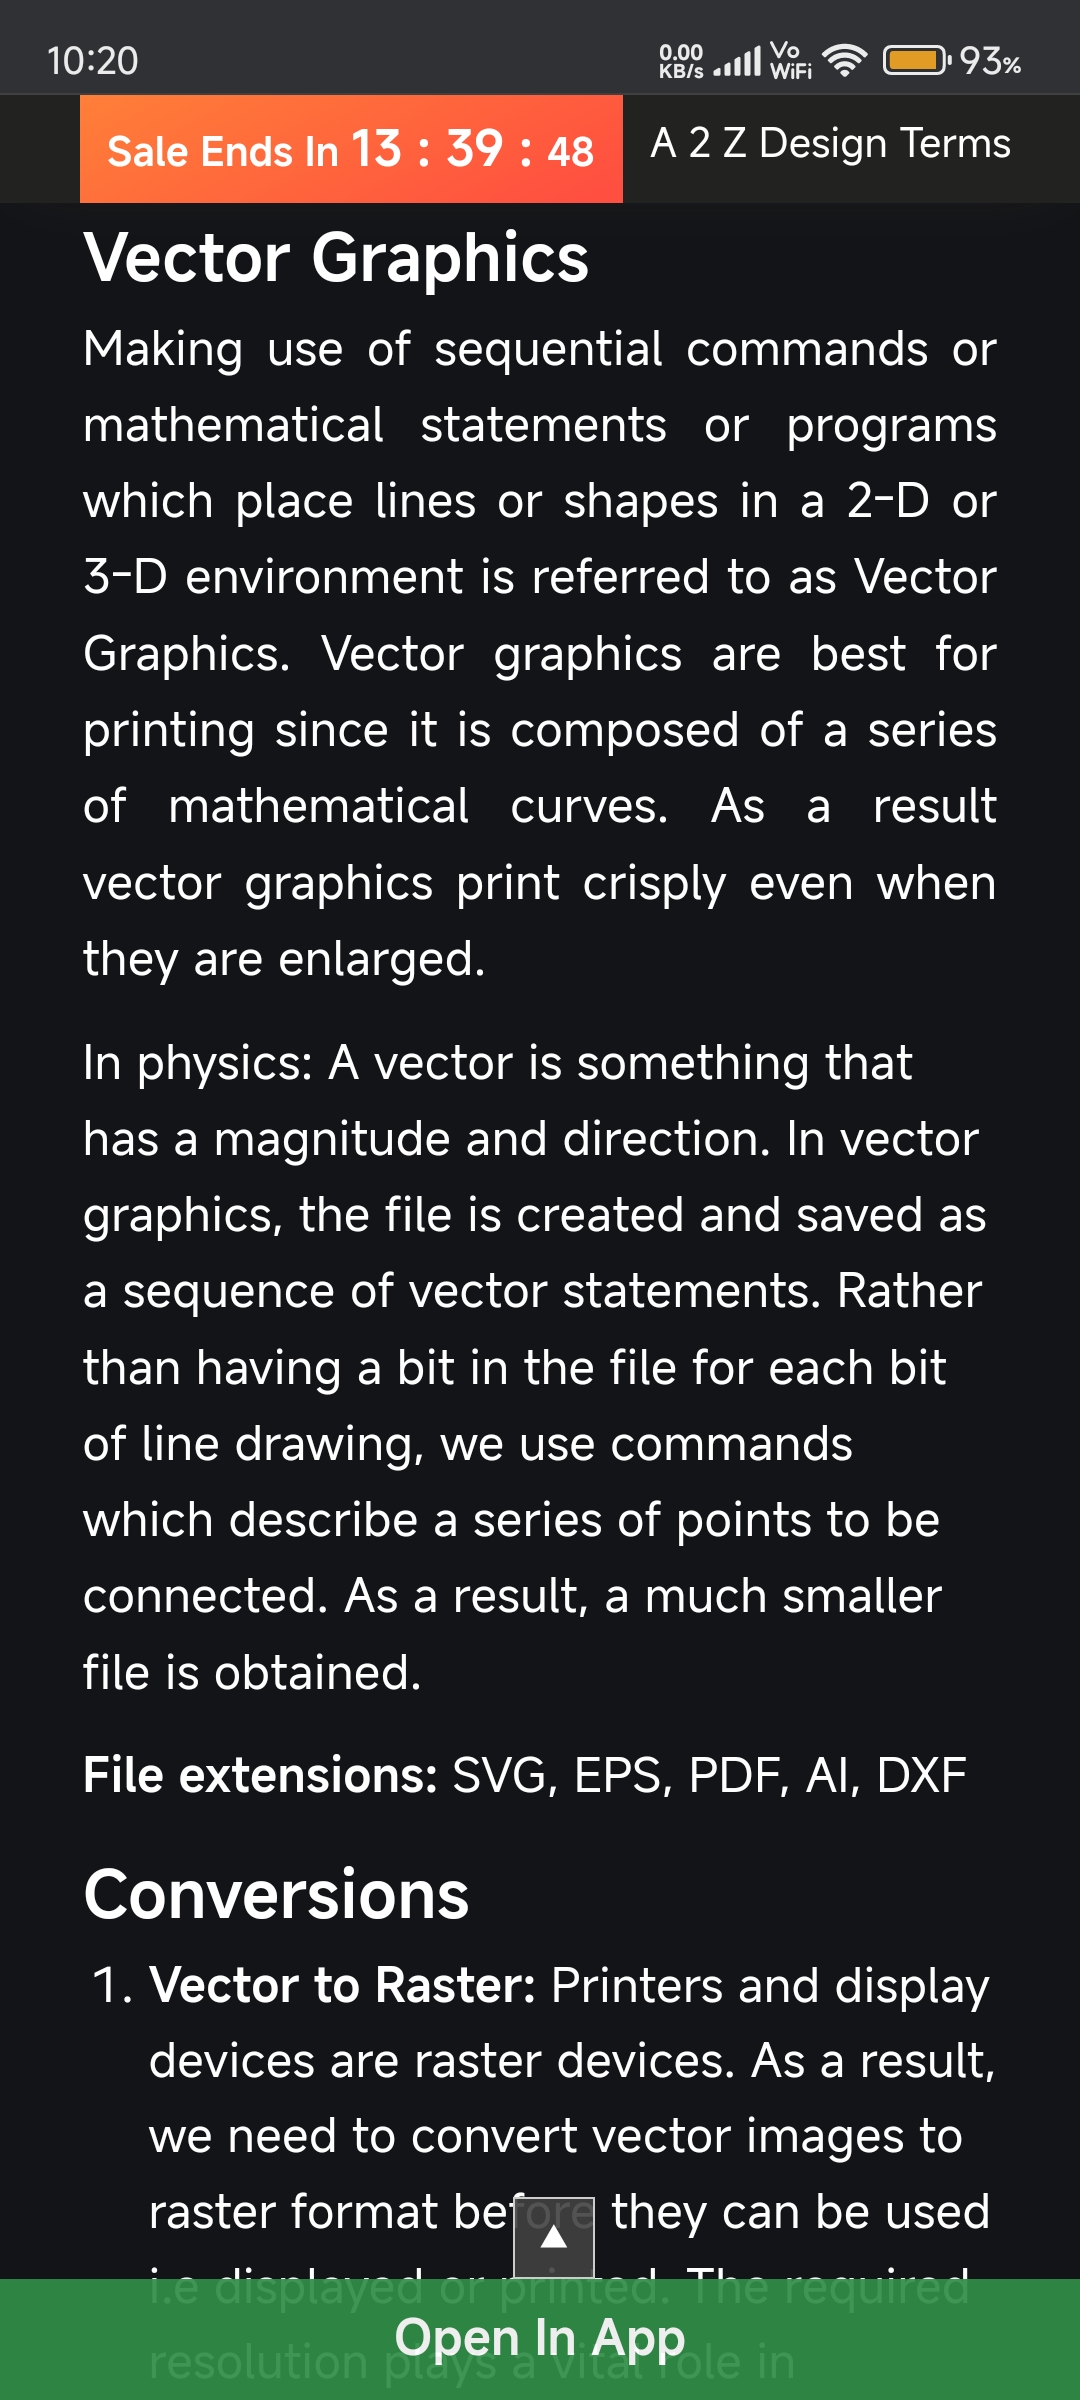 10:20
0.00 KB/s Vo WiFi 93%
Sale Ends In 13 : 39 : 48 A 2 Z Design Terms
Vector Graphics
Making use of sequential commands or
mathematical statements or programs
which place lines or shapes in a 2-D or
3-D environment is referred to as Vector
Graphics. Vector graphics are best for
printing since it is composed of a series
of mathematical curves. As a result
vector graphics print crisply even when
they are enlarged.
In physics: A vector is something that
has a magnitude and direction. In vector
graphics, the file is created and saved as
a sequence of vector statements. Rather
than having a bit in the file for each bit
of line drawing, we use commands
which describe a series of points to be
connected. As a result, a much smaller
file is obtained.
File extensions: SVG, EPS, PDF, AI, DXF
Conversions
1. Vector to Raster: Printers and display
devices are raster devices. As a result,
we need to convert vector images to
raster format before they can be used
i.e displayed or printed. The required
resolution plays a vital role in
Open In App